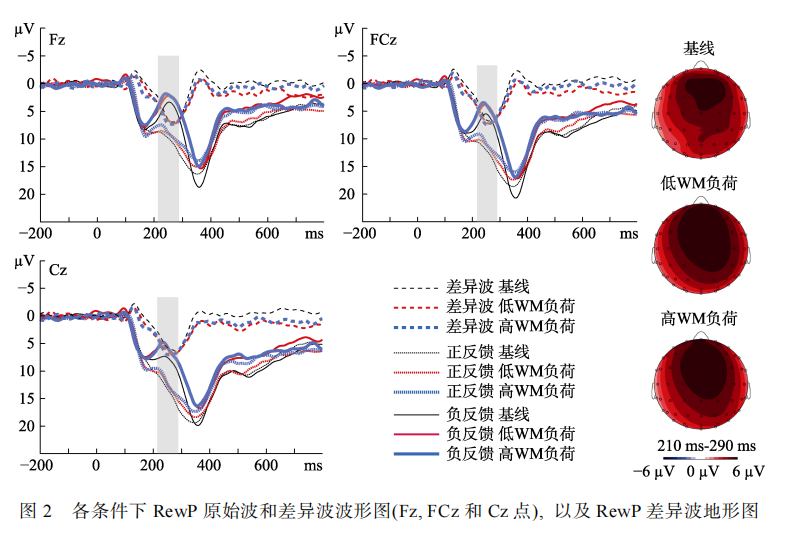 μV
Fz
−5
0
5
10
15
20
−200 0 200 400 600 ms
μV
FCz
−5
0
5
10
15
20
−200 0 200 400 600 ms
μV
Cz
−5
0
5
10
15
20
25
−200 0 200 400 600 ms
差异波 基线
差异波 低WM负荷
差异波 高WM负荷
正反馈 基线
正反馈 低WM负荷
正反馈 高WM负荷
负反馈 基线
负反馈 低WM负荷
负反馈 高WM负荷
基线
低WM负荷
高WM负荷
210 ms-290 ms
−6 μV 0 μV 6 μV
图 2 各条件下 RewP 原始波和差异波波形图(Fz, FCz 和 Cz 点), 以及 RewP 差异波地形图